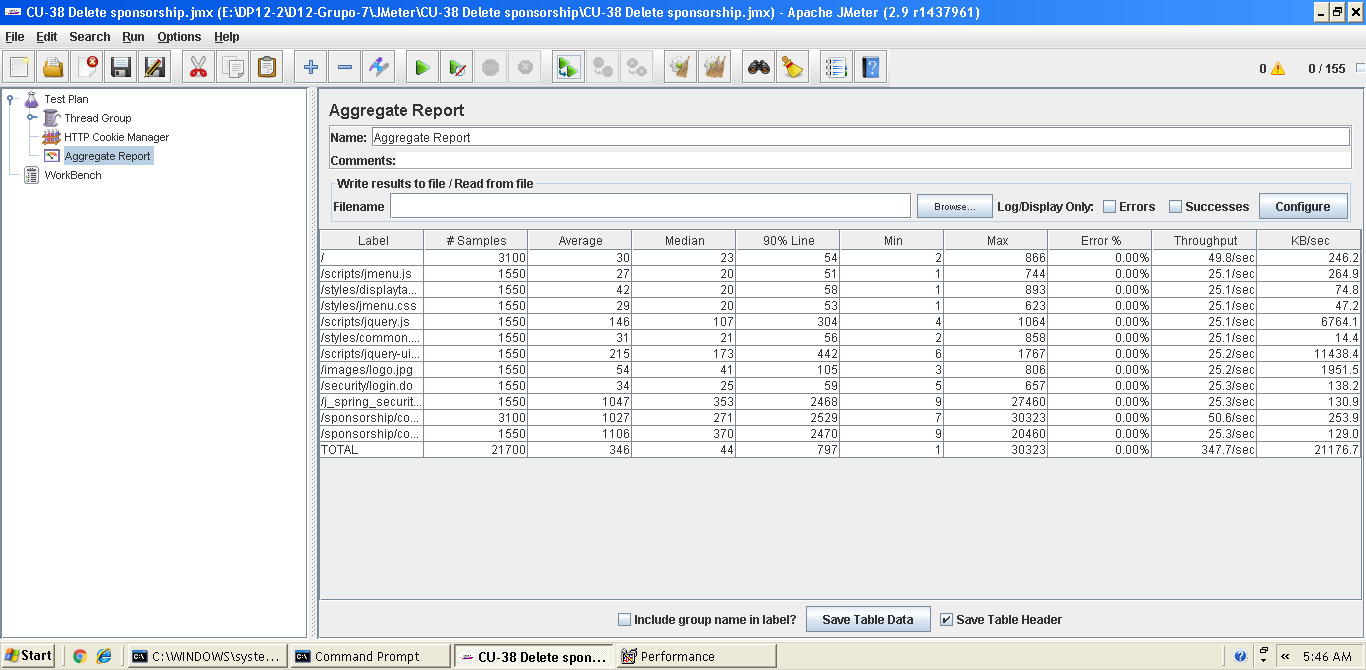 CU-38 Delete sponsorship.jmx (E:\DP12-2\D12-Grupo-7\JMeter\CU-38 Delete sponsorship\CU-38 Delete sponsorship.jmx) - Apache JMeter (2.9 r1437961)
File Edit Search Run Options Help
0 0 / 155
Test Plan
Thread Group
HTTP Cookie Manager
Aggregate Report
WorkBench
Aggregate Report
Name: Aggregate Report
Comments:
Write results to file / Read from file
Filename Browse... Log/Display Only: Errors Successes Configure
Label # Samples Average Median 90% Line Min Max Error % Throughput KB/sec
/ 3100 30 23 54 2 866 0.00% 49.8/sec 246.2
/scripts/jmenu.js 1550 27 20 51 1 744 0.00% 25.1/sec 264.9
/styles/displayta... 1550 42 20 58 1 893 0.00% 25.1/sec 74.8
/styles/jmenu.css 1550 29 20 53 1 623 0.00% 25.1/sec 47.2
/scripts/jquery.js 1550 146 107 304 4 1064 0.00% 25.1/sec 6764.1
/styles/common.... 1550 31 21 56 2 858 0.00% 25.1/sec 14.4
/scripts/jquery-ui... 1550 215 173 442 6 1767 0.00% 25.2/sec 11438.4
/images/logo.jpg 1550 54 41 105 3 806 0.00% 25.2/sec 1951.5
/security/login.do 1550 34 25 59 5 657 0.00% 25.3/sec 138.2
/j_spring_securit... 1550 1047 353 2468 9 27460 0.00% 25.3/sec 130.9
/sponsorship/co... 3100 1027 271 2529 7 30323 0.00% 50.6/sec 253.9
/sponsorship/co... 1550 1106 370 2470 9 20460 0.00% 25.3/sec 129.0
TOTAL 21700 346 44 797 1 30323 0.00% 347.7/sec 21176.7
Include group name in label? Save Table Data Save Table Header
Start C:\WINDOWS\syste... Command Prompt CU-38 Delete spon... Performance 5:46 AM